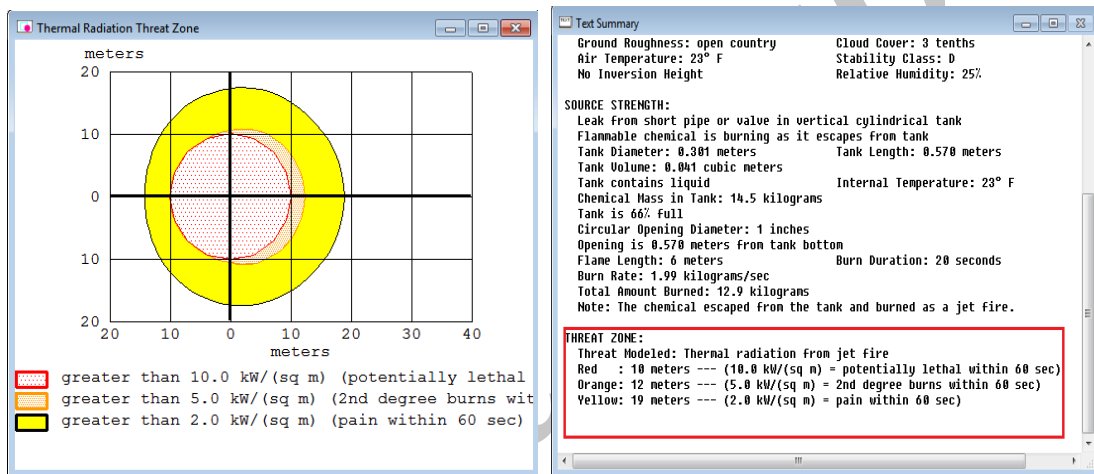 Thermal Radiation Threat Zone
meters
20
10
0
10
20
20 10 0 10 20 30 40
meters
greater than 10.0 kW/(sq m) (potentially lethal
greater than 5.0 kW/(sq m) (2nd degree burns wit
greater than 2.0 kW/(sq m) (pain within 60 sec)
TEXT Text Summary
Ground Roughness: open country Cloud Cover: 3 tenths
Air Temperature: 23° F Stability Class: D
No Inversion Height Relative Humidity: 25%
SOURCE STRENGTH:
Leak from short pipe or valve in vertical cylindrical tank
Flammable chemical is burning as it escapes from tank
Tank Diameter: 0.301 meters Tank Length: 0.570 meters
Tank Volume: 0.041 cubic meters
Tank contains liquid Internal Temperature: 23° F
Chemical Mass in Tank: 14.5 kilograms
Tank is 66% full
Circular Opening Diameter: 1 inches
Opening is 0.570 meters from tank bottom
Flame Length: 6 meters Burn Duration: 20 seconds
Burn Rate: 1.99 kilograms/sec
Total Amount Burned: 12.9 kilograms
Note: The chemical escaped from the tank and burned as a jet fire.
THREAT ZONE:
Threat Modeled: Thermal radiation from jet fire
Red : 10 meters --- (10.0 kW/(sq m) = potentially lethal within 60 sec)
Orange: 12 meters --- (5.0 kW/(sq m) = 2nd degree burns within 60 sec)
Yellow: 19 meters --- (2.0 kW/(sq m) = pain within 60 sec)